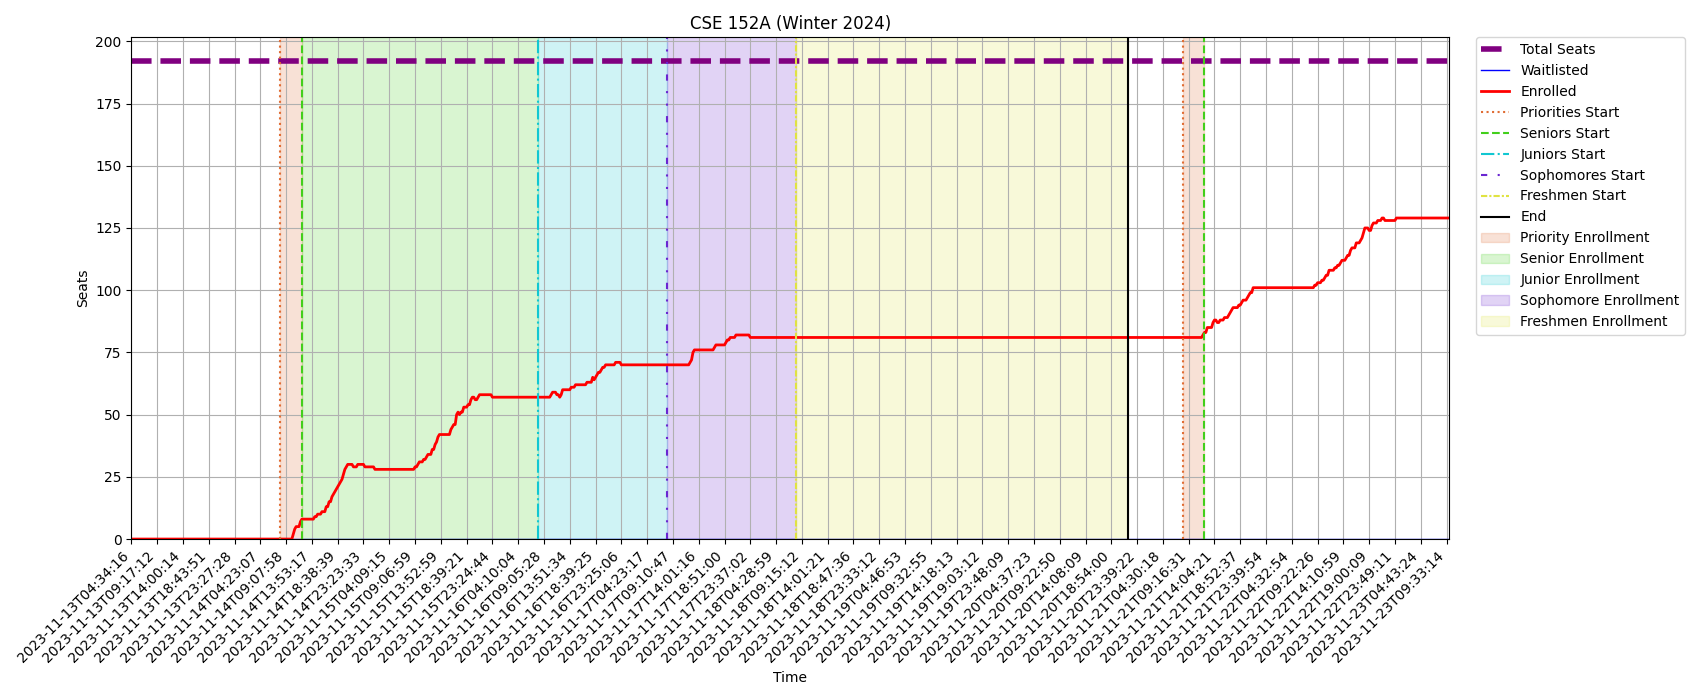 CSE 152A (Winter 2024)
Seats
200
175
150
125
100
75
50
25
0
2023-11-13T04:34:16
2023-11-13T09:17:12
2023-11-13T14:00:14
2023-11-13T18:43:51
2023-11-13T23:27:28
2023-11-14T04:23:07
2023-11-14T09:07:58
2023-11-14T13:53:17
2023-11-14T18:38:39
2023-11-14T23:23:33
2023-11-15T04:09:15
2023-11-15T09:06:59
2023-11-15T13:52:59
2023-11-15T18:39:21
2023-11-15T23:24:44
2023-11-16T04:10:04
2023-11-16T09:05:28
2023-11-16T13:51:34
2023-11-16T18:39:25
2023-11-16T23:25:06
2023-11-17T04:23:17
2023-11-17T09:10:47
2023-11-17T14:01:16
2023-11-17T18:51:00
2023-11-17T23:37:02
2023-11-18T04:28:59
2023-11-18T09:15:12
2023-11-18T14:01:21
2023-11-18T18:47:36
2023-11-18T23:33:12
2023-11-19T04:46:53
2023-11-19T09:32:55
2023-11-19T14:18:13
2023-11-19T19:03:12
2023-11-19T23:48:09
2023-11-20T04:37:23
2023-11-20T09:22:50
2023-11-20T14:08:09
2023-11-20T18:54:00
2023-11-20T23:39:22
2023-11-21T04:30:18
2023-11-21T09:16:31
2023-11-21T14:04:21
2023-11-21T18:52:37
2023-11-21T23:39:54
2023-11-22T04:32:54
2023-11-22T09:22:26
2023-11-22T14:10:59
2023-11-22T19:00:09
2023-11-22T23:49:11
2023-11-23T04:43:24
2023-11-23T09:33:14
Time
Total Seats
Waitlisted
Enrolled
Priorities Start
Seniors Start
Juniors Start
Sophomores Start
Freshmen Start
End
Priority Enrollment
Senior Enrollment
Junior Enrollment
Sophomore Enrollment
Freshmen Enrollment